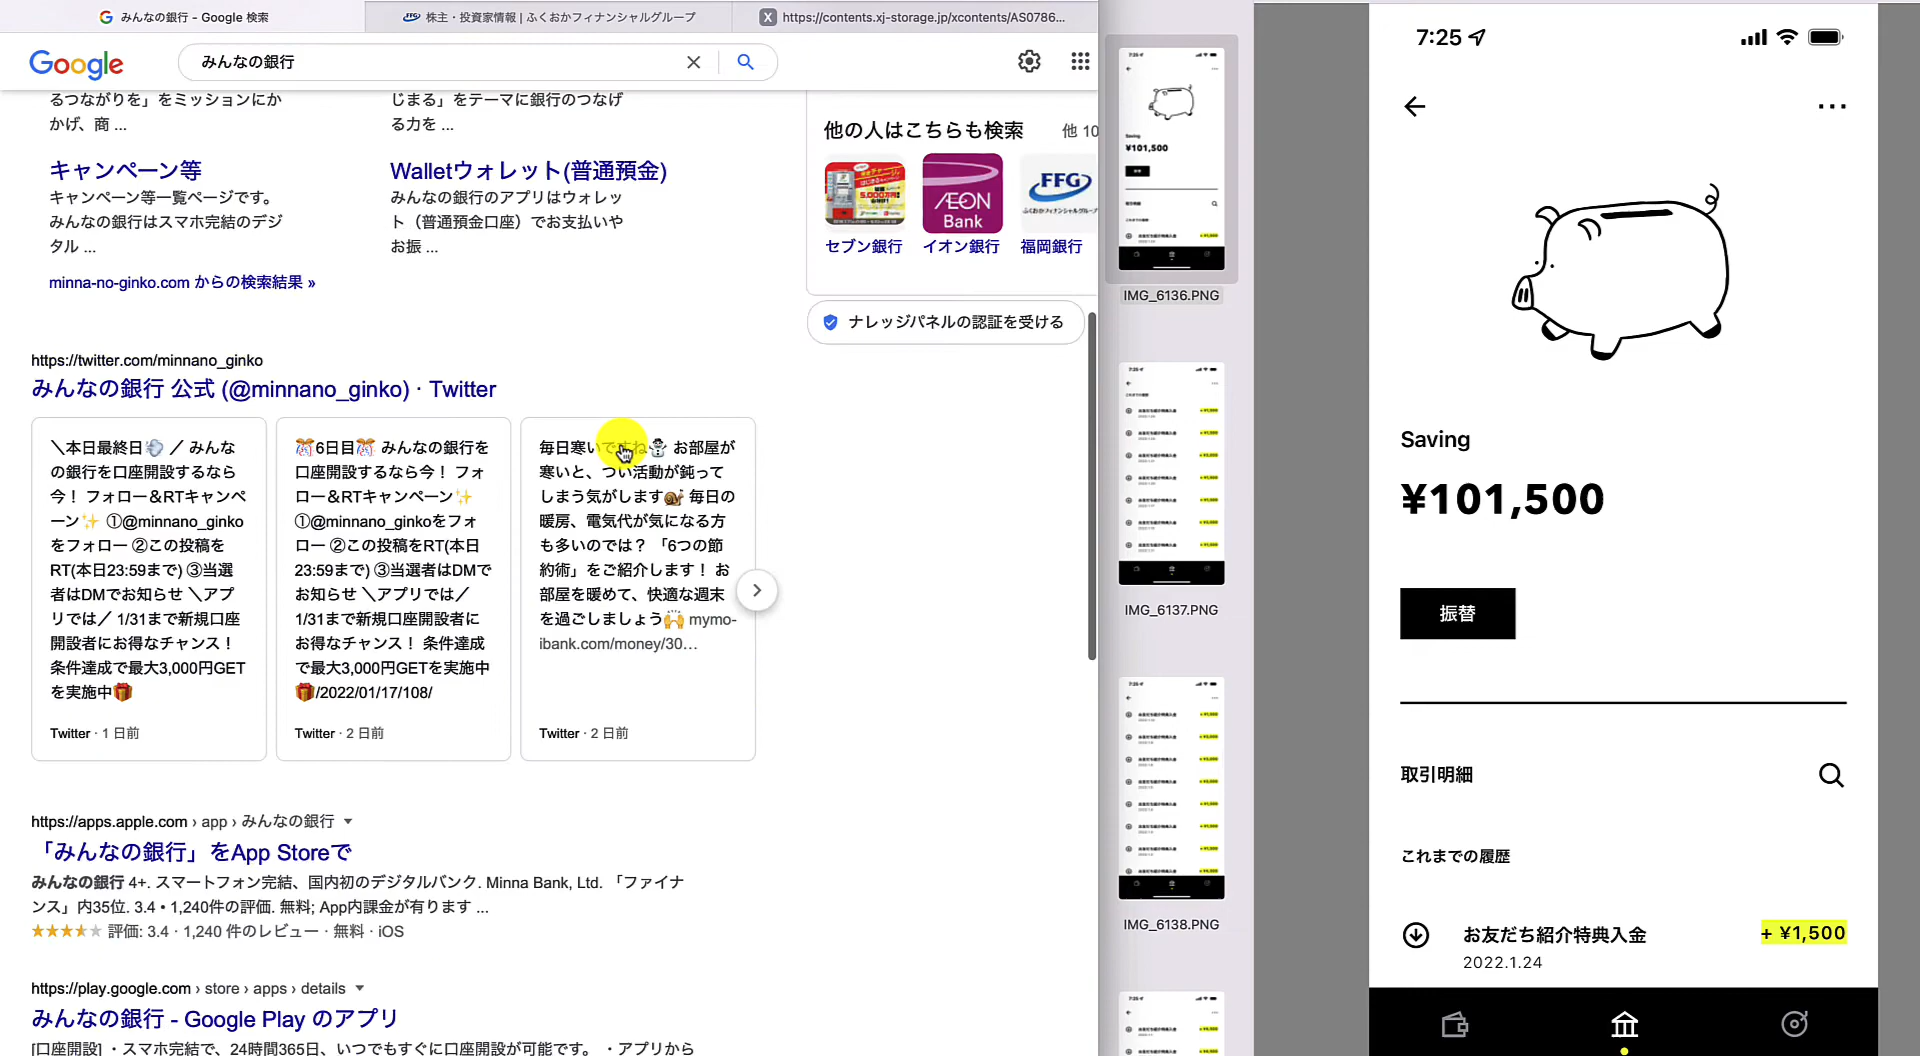 みんなの銀行 - Google 検索
FFG 株主・投資家情報 | ふくおかフィナンシャルグループ
X https://contents.xj-storage.jp/xcontents/AS0786...
Google
みんなの銀行
るつながりを」をミッションにか
かげ、商 ...
じまる」をテーマに銀行のつなげ
る力を ...
キャンペーン等
キャンペーン等一覧ページです。
みんなの銀行はスマホ完結のデジ
タル ...
Walletウォレット(普通預金)
みんなの銀行のアプリはウォレッ
ト（普通預金口座）でお支払いや
お振 ...
minna-no-ginko.com からの検索結果 »
他の人はこちらも検索
他 10
ÆON
Bank
FFG
ふくおかフィナンシャルグループ
セブン銀行
イオン銀行
福岡銀行
ナレッジパネルの認証を受ける
https://twitter.com/minnano_ginko
みんなの銀行 公式 (@minnano_ginko) · Twitter
＼本日最終日💨 ／ みんな
の銀行を口座開設するなら
今！ フォロー＆RTキャンペ
ーン✨ ①@minnano_ginko
をフォロー ②この投稿を
RT(本日23:59まで) ③当選
者はDMでお知らせ ＼アプ
リでは／ 1/31まで新規口座
開設者にお得なチャンス！
条件達成で最大3,000円GET
を実施中🎁
Twitter · 1 日前
🎊6日目🎊 みんなの銀行を
口座開設するなら今！ フォ
ロー＆RTキャンペーン✨
①@minnano_ginkoをフォ
ロー ②この投稿をRT(本日
23:59まで) ③当選者はDMで
お知らせ ＼アプリでは／
1/31まで新規口座開設者に
お得なチャンス！ 条件達成
で最大3,000円GETを実施中
🎁/2022/01/17/108/
Twitter · 2 日前
毎日寒いですね⛄ お部屋が
寒いと、つい活動が鈍って
しまう気がします🐌 毎日の
暖房、電気代が気になる方
も多いのでは？ 「6つの節
約術」をご紹介します！ お
部屋を暖めて、快適な週末
を過ごしましょう🙌 mymo-
ibank.com/money/30...
Twitter · 2 日前
https://apps.apple.com › app › みんなの銀行
「みんなの銀行」をApp Storeで
みんなの銀行 4+. スマートフォン完結、国内初のデジタルバンク. Minna Bank, Ltd. 「ファイナ
ンス」内35位. 3.4 • 1,240件の評価. 無料; App内課金が有ります ...
評価: 3.4 · 1,240 件のレビュー · 無料 · iOS
https://play.google.com › store › apps › details
みんなの銀行 - Google Play のアプリ
[口座開設] ・スマホ完結で、24時間365日、いつでもすぐに口座開設が可能です。 ・アプリから
Saving
¥101,500
IMG_6136.PNG
IMG_6137.PNG
IMG_6138.PNG
7:25
Saving
¥101,500
振替
取引明細
これまでの履歴
お友だち紹介特典入金
+ ¥1,500
2022.1.24